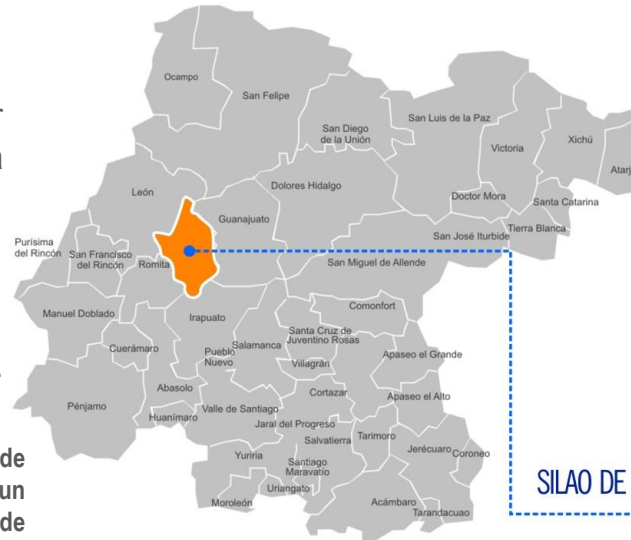 Ocampo
San Felipe
San Diego
de la Unión
San Luis de la Paz
Victoria
Xichú
Atarj
León
Dolores Hidalgo
Doctor Mora
Santa Catarina
Guanajuato
Purísima
del Rincón
San Francisco
del Rincón
Romita
San José Iturbide
Tierra Blanca
San Miguel de Allende
Manuel Doblado
Irapuato
Comonfort
Cuerámaro
Pueblo
Nuevo
Salamanca
Santa Cruz de
Juventino Rosas
Villagrán
Apaseo el Grande
Abasolo
Cortazar
Apaseo el Alto
Pénjamo
Huanímaro
Valle de Santiago
Jaral del Progreso
Salvatierra
Tarimoro
Jerécuaro
Coroneo
Yuriria
Santiago
Maravatío
Uriangato
Moroleón
Acámbaro
Tarandacuao
de
un
de
SILAO DE